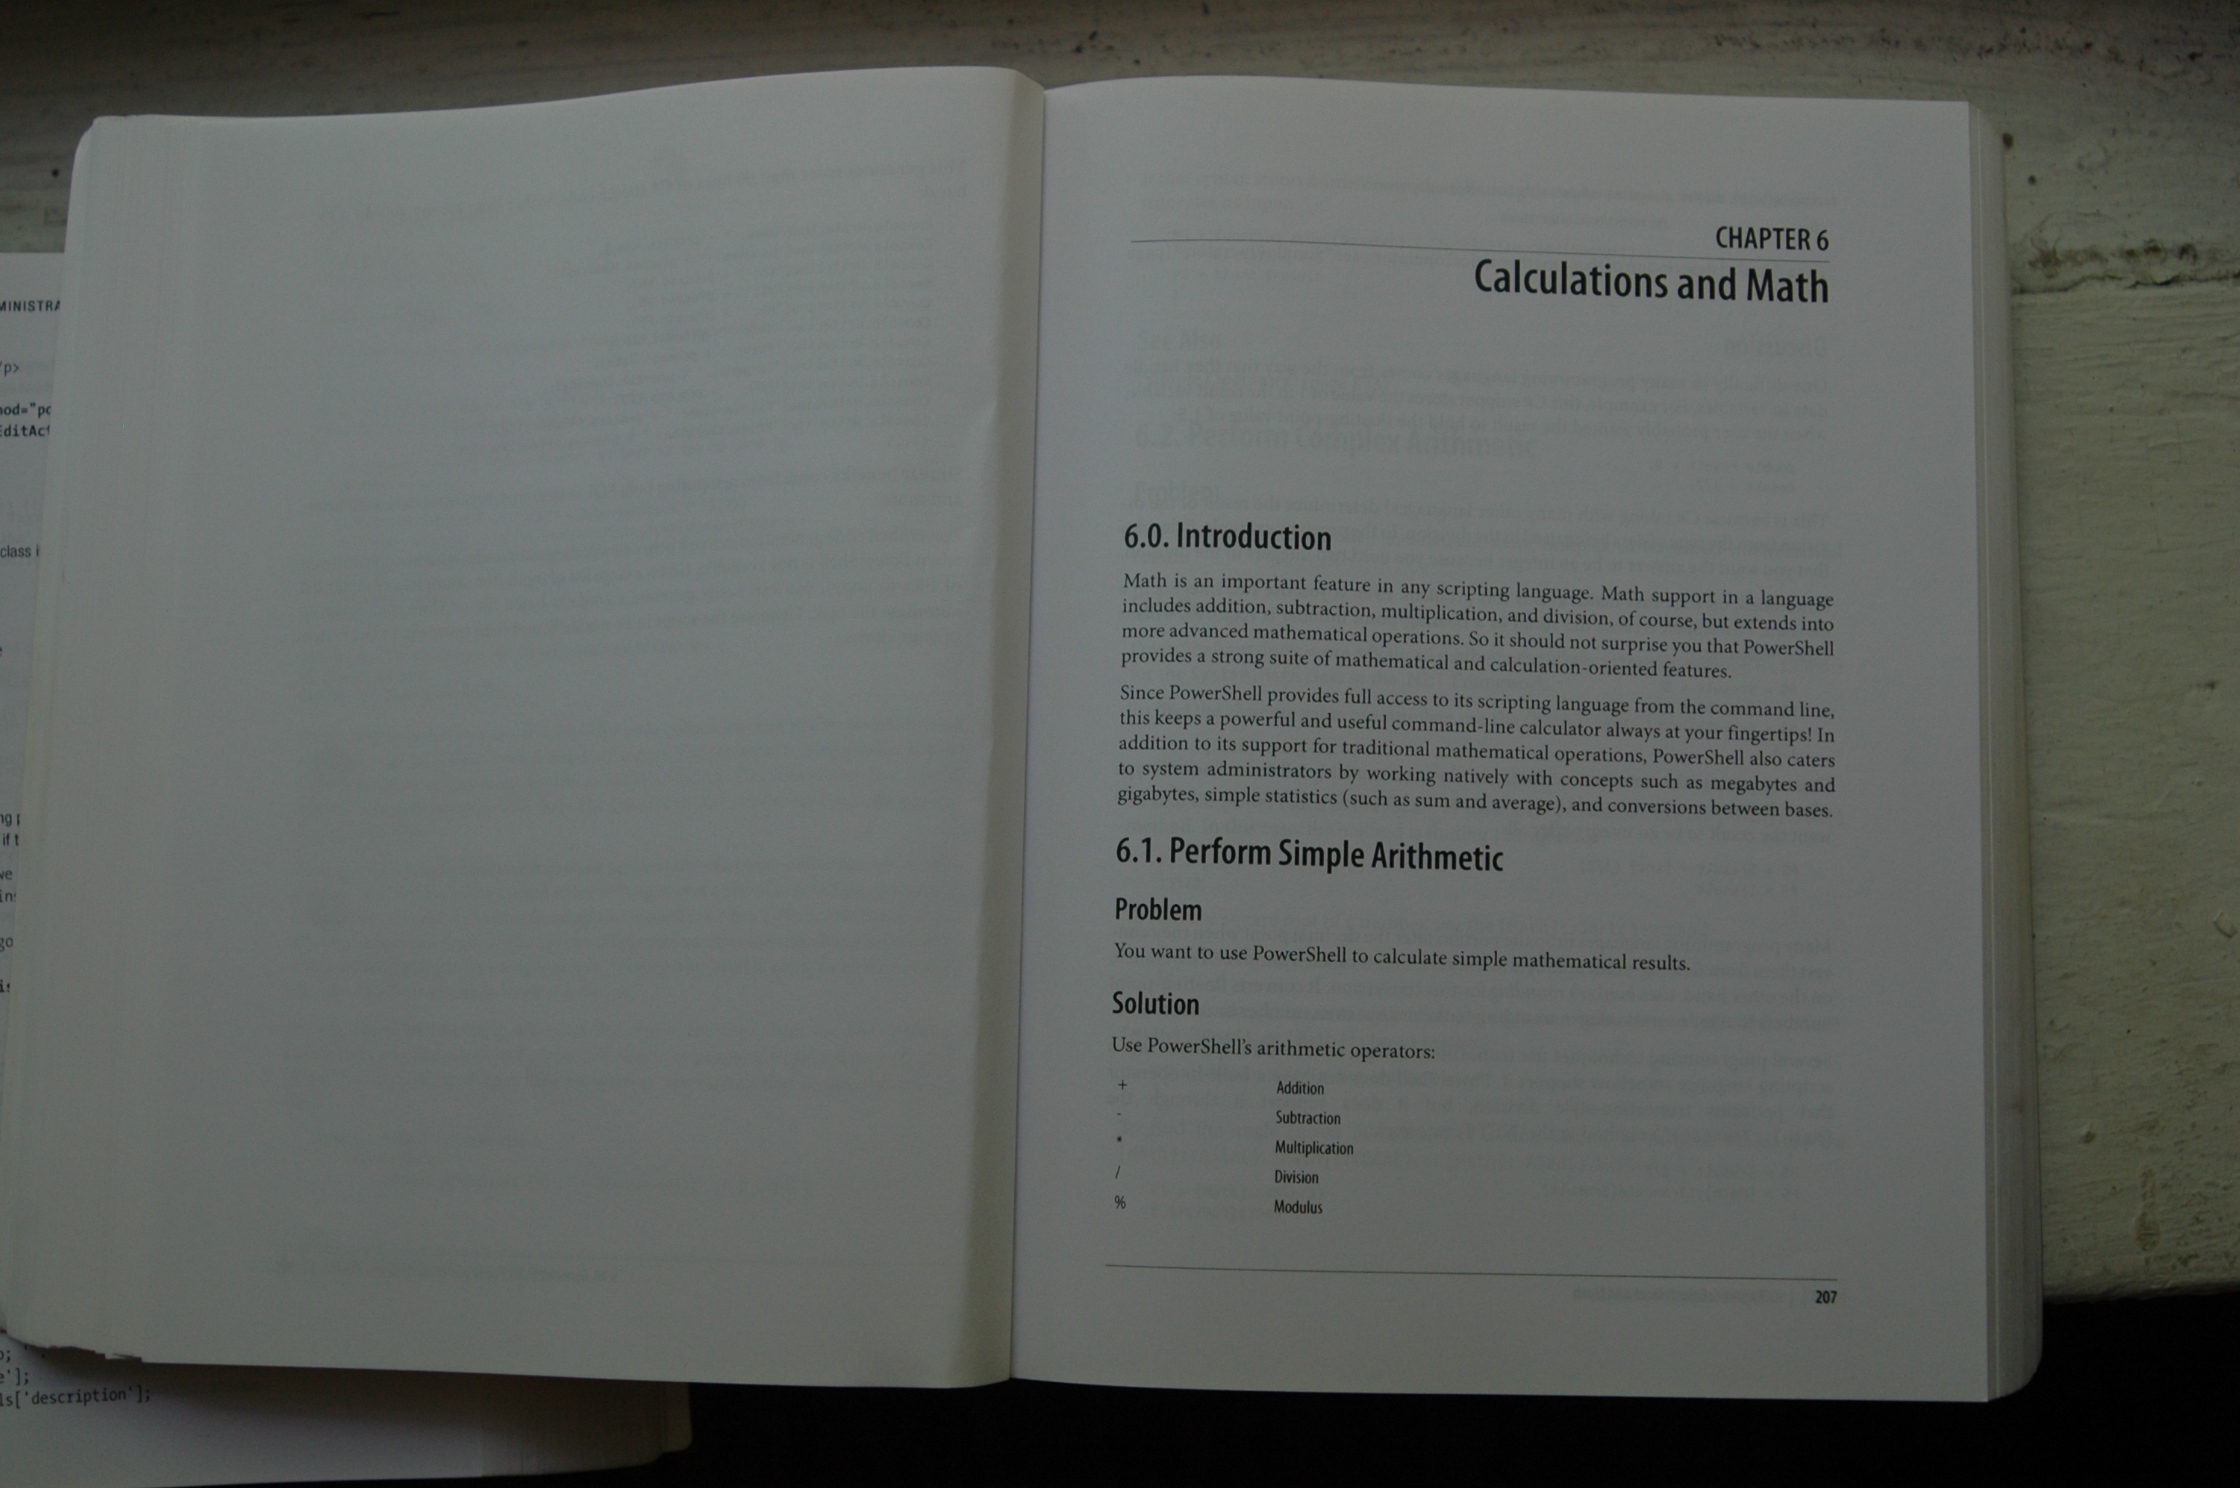 MINISTRA
/p>
nod="po
EditAct
class i
ng p
if t
ve
in:
go
is
e'];
ls['description'];
CHAPTER 6
Calculations and Math
6.0. Introduction
Math is an important feature in any scripting language. Math support in a language
includes addition, subtraction, multiplication, and division, of course, but extends into
more advanced mathematical operations. So it should not surprise you that PowerShell
provides a strong suite of mathematical and calculation-oriented features.
Since PowerShell provides full access to its scripting language from the command line,
this keeps a powerful and useful command-line calculator always at your fingertips! In
addition to its support for traditional mathematical operations, PowerShell also caters
to system administrators by working natively with concepts such as megabytes and
gigabytes, simple statistics (such as sum and average), and conversions between bases.
6.1. Perform Simple Arithmetic
Problem
You want to use PowerShell to calculate simple mathematical results.
Solution
Use PowerShell's arithmetic operators:
+ Addition
- Subtraction
* Multiplication
/ Division
% Modulus
207